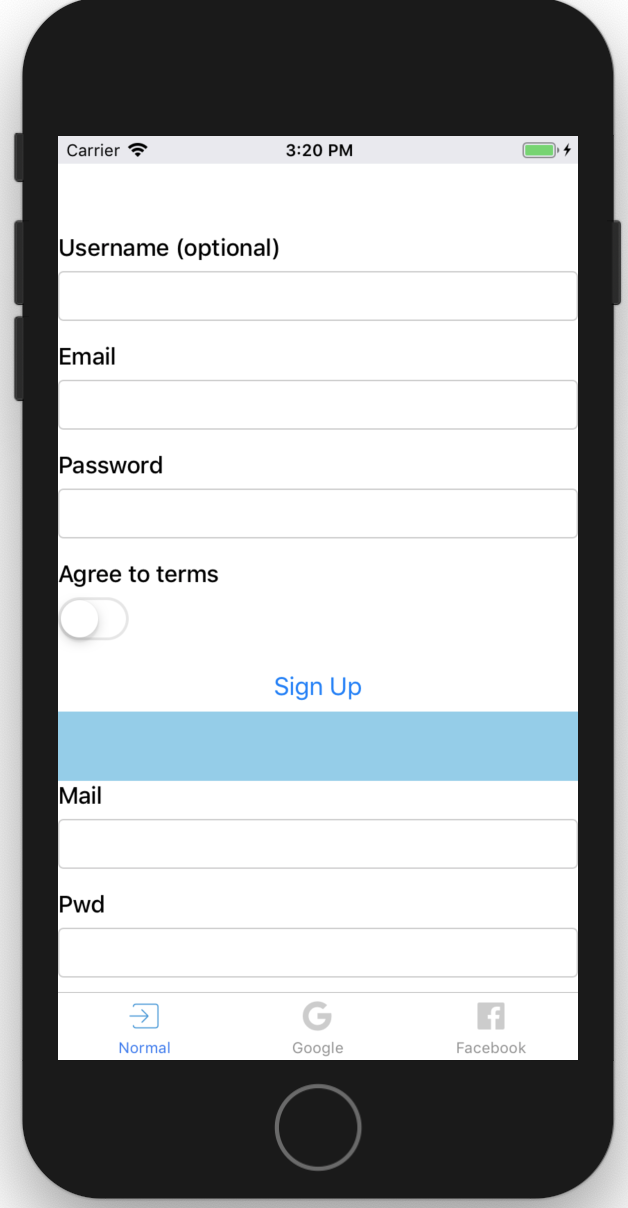 Carrier 3:20 PM
Username (optional)
Email
Password
Agree to terms
Sign Up
Mail
Pwd
Normal Google Facebook